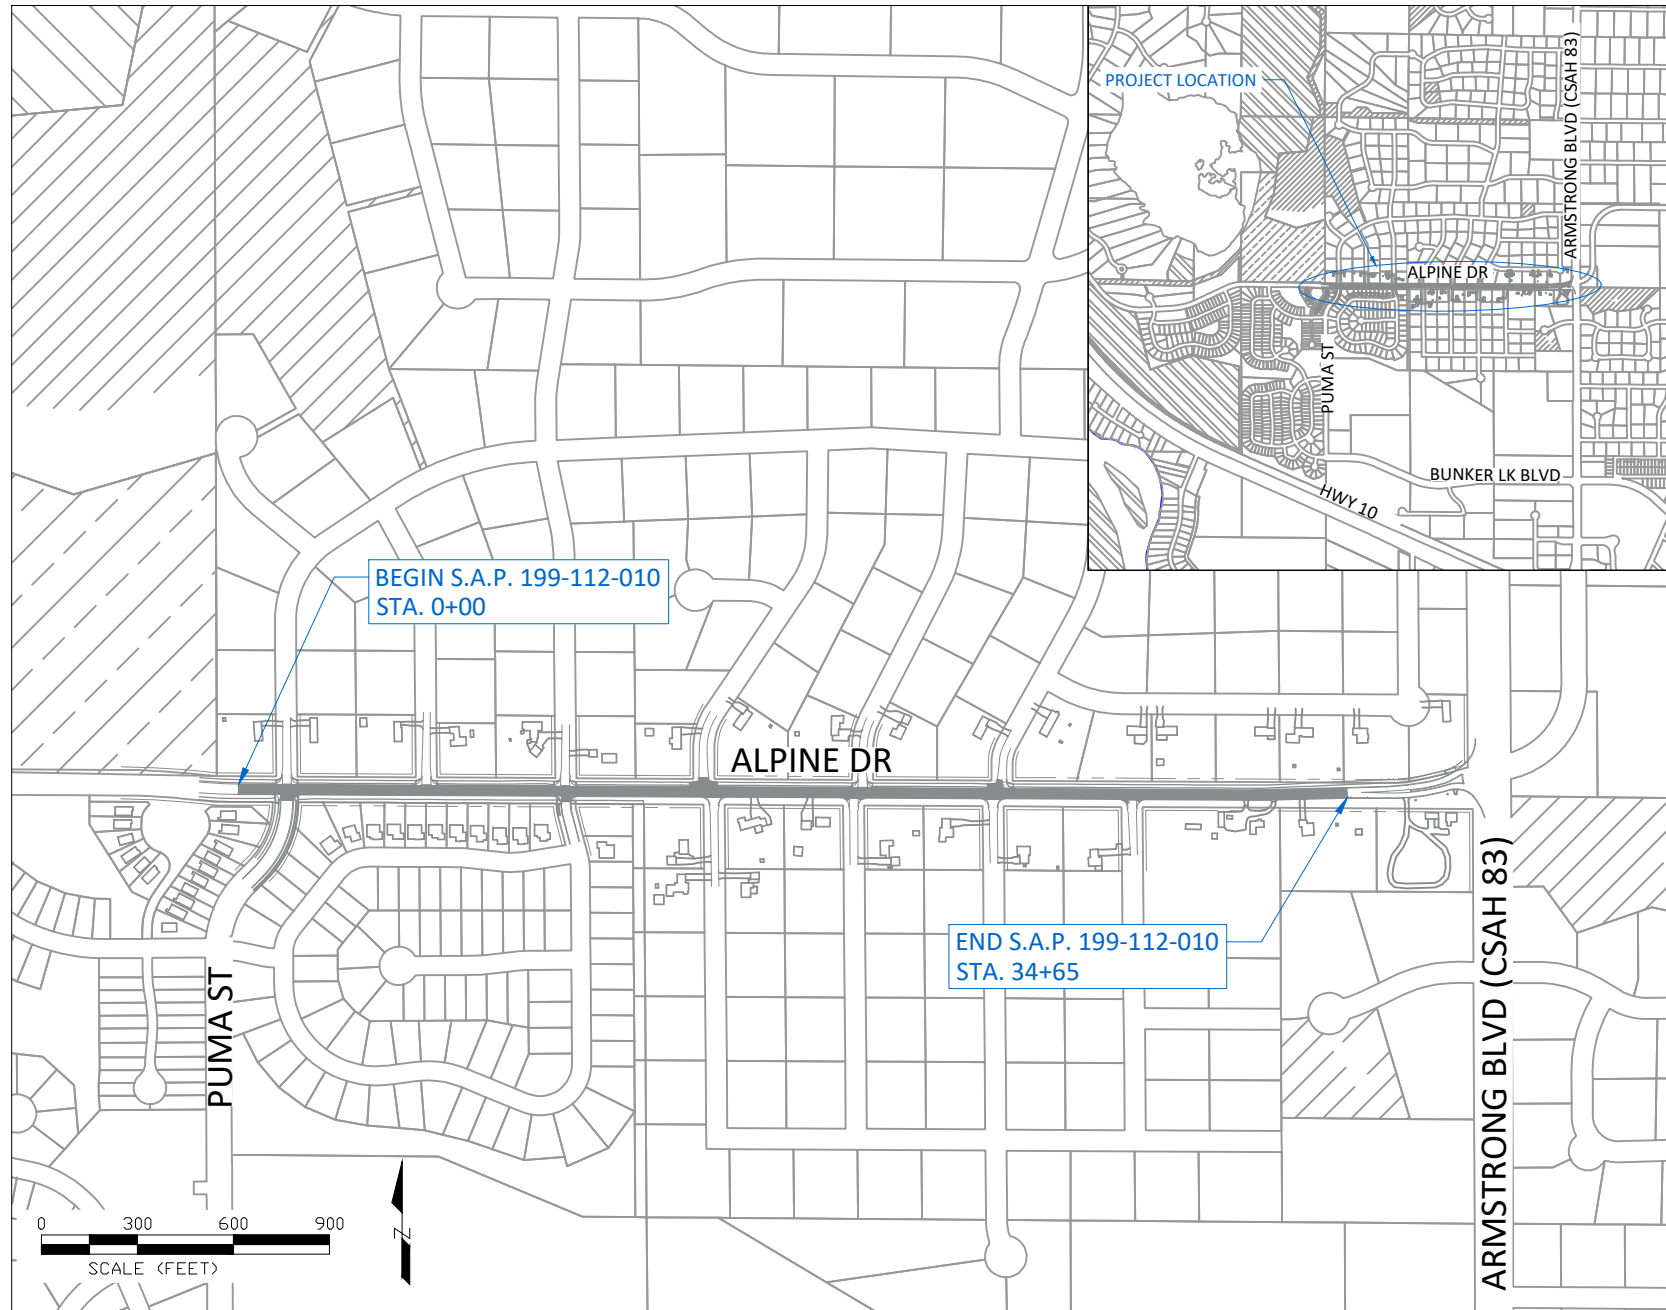 PROJECT LOCATION
ARMSTRONG BLVD (CSAH 83)
ALPINE DR
PUMA ST
BUNKER LK BLVD
HWY 10
BEGIN S.A.P. 199-112-010
STA. 0+00
ALPINE DR
END S.A.P. 199-112-010
STA. 34+65
PUMA ST
ARMSTRONG BLVD (CSAH 83)
0 300 600 900
SCALE (FEET)
N